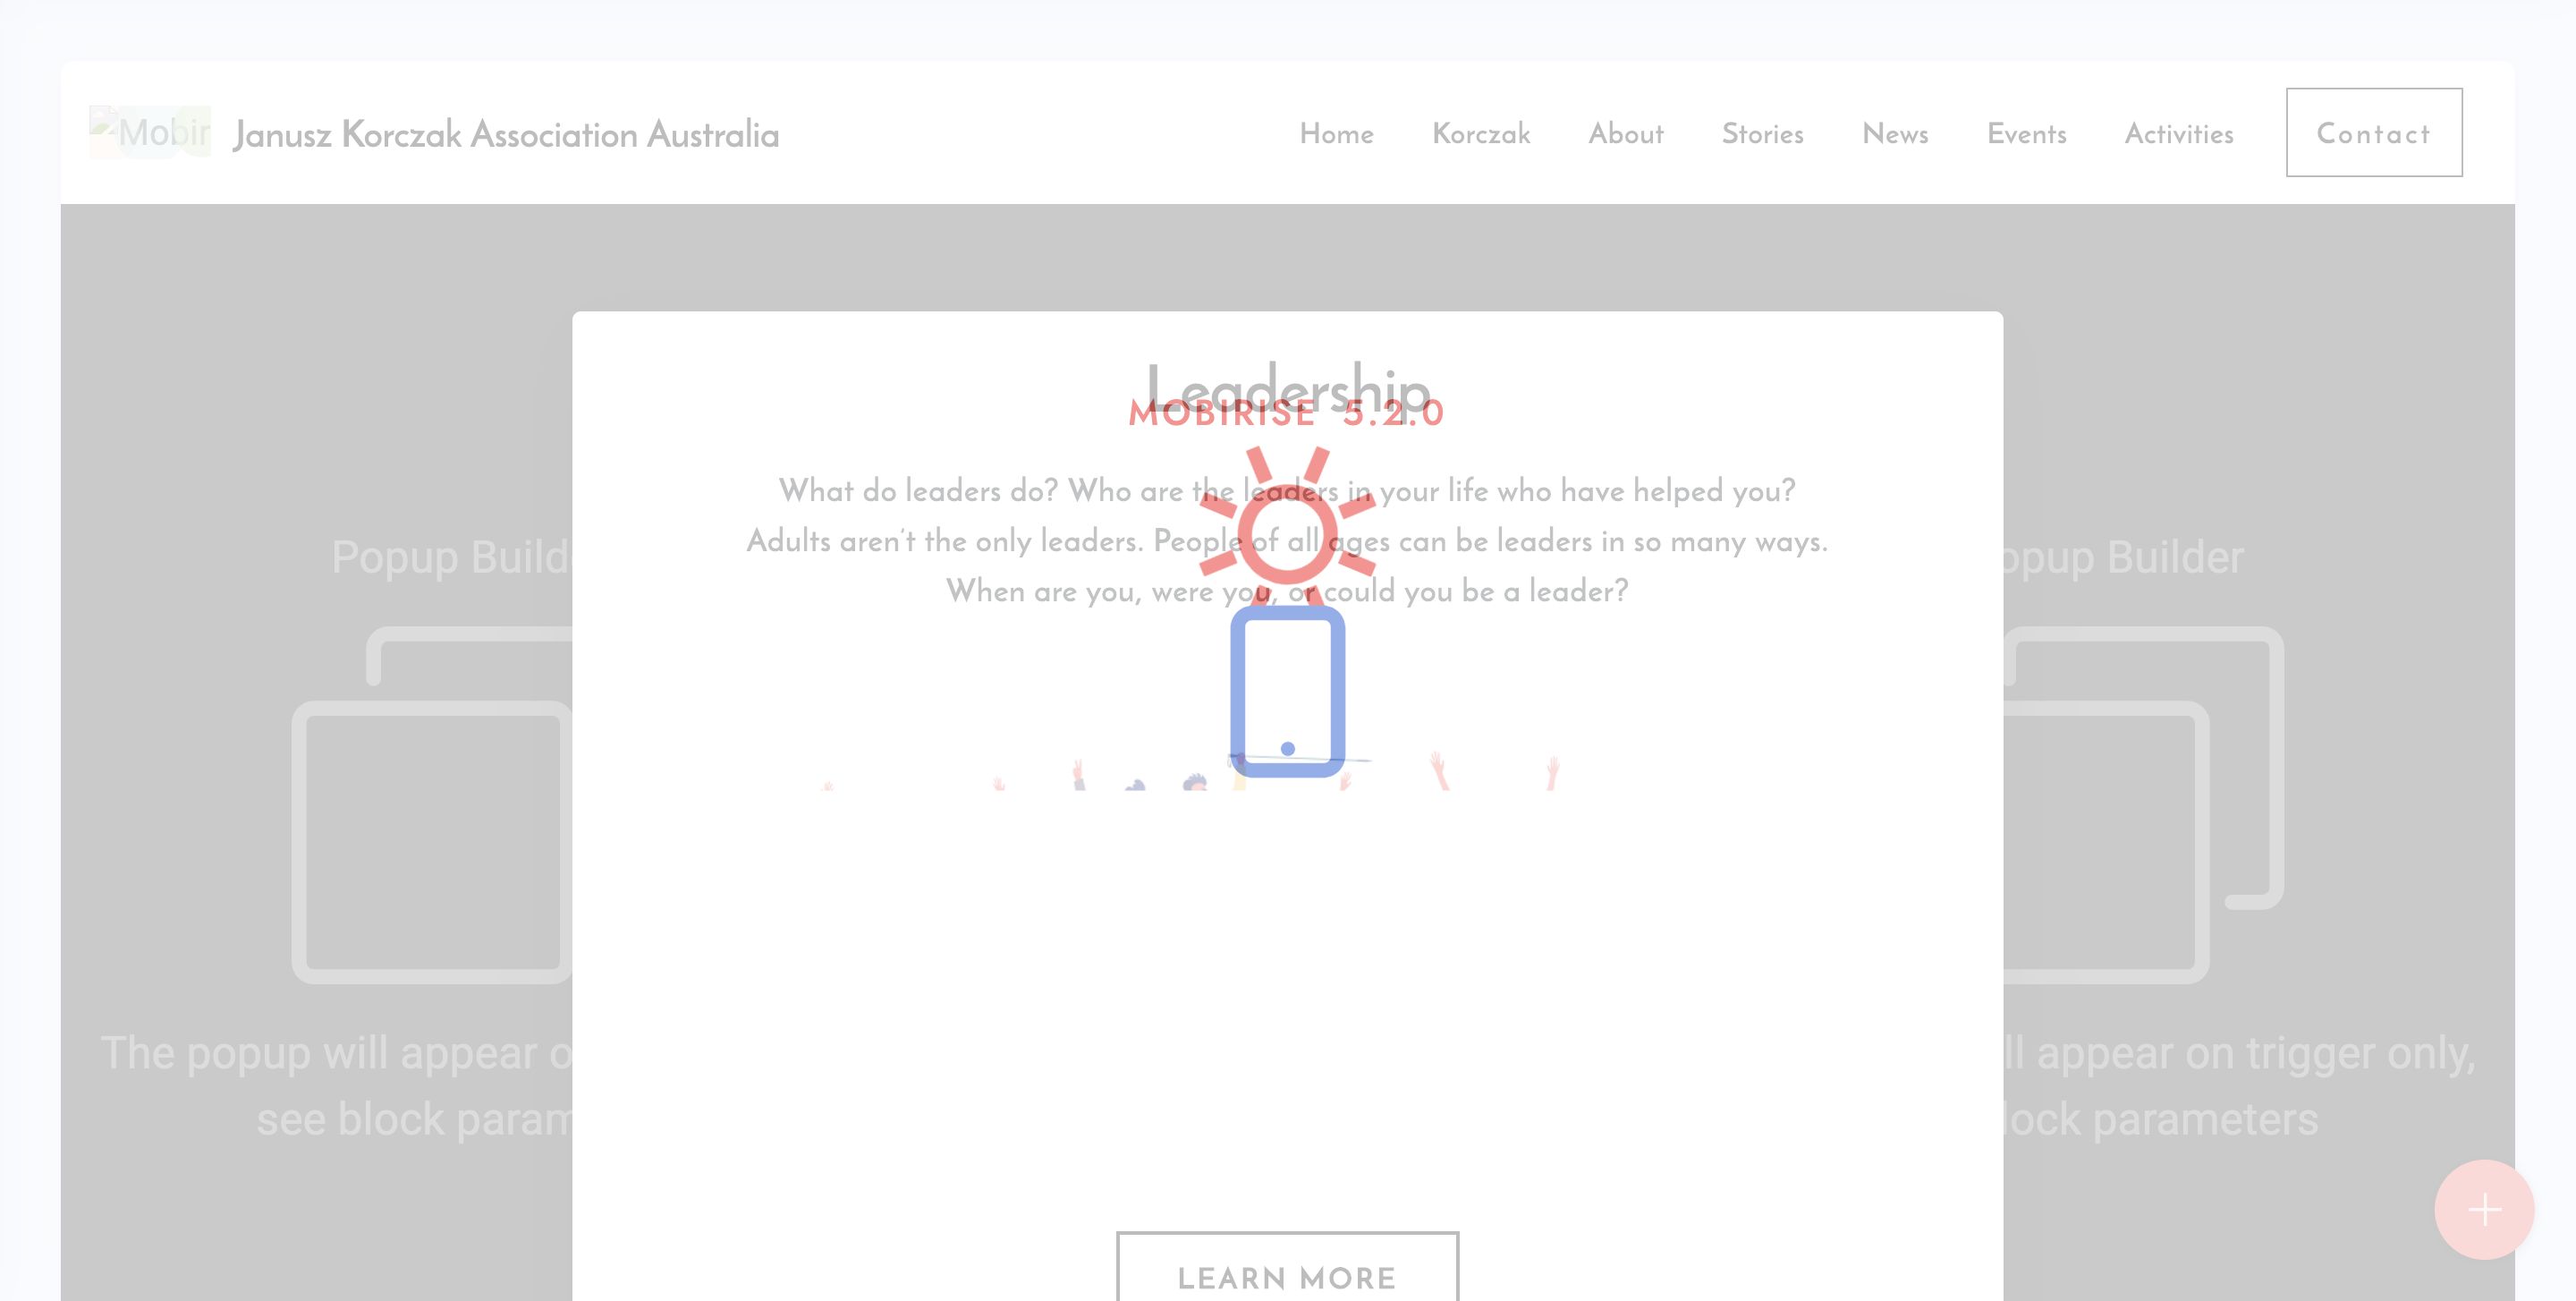 Mobir
Janusz Korczak Association Australia
Home Korczak About Stories News Events Activities Contact
Leadership
MOBIRISE 5.2.0
What do leaders do? Who are the leaders in your life who have helped you?
Adults aren't the only leaders. People of all ages can be leaders in so many ways.
When are you, were you, or could you be a leader?
Popup Build
opup Builder
The popup will appear o
see block param
ll appear on trigger only,
lock parameters
LEARN MORE